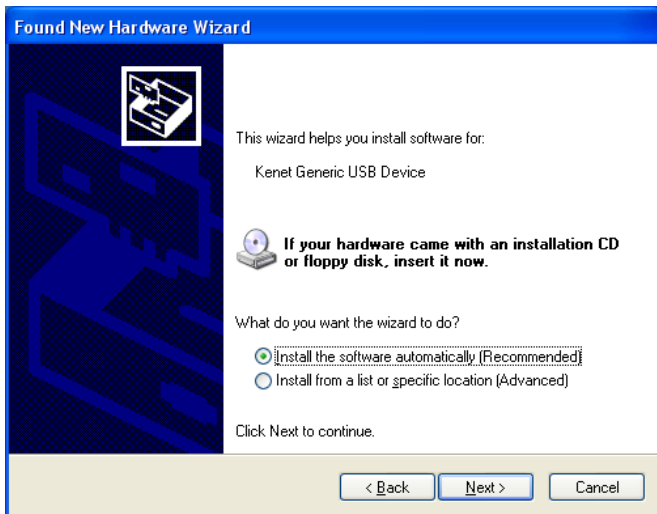 Found New Hardware Wizard
This wizard helps you install software for:
Kenet Generic USB Device
If your hardware came with an installation CD
or floppy disk, insert it now.
What do you want the wizard to do?
Install the software automatically (Recommended)
Install from a list or specific location (Advanced)
Click Next to continue.
< Back
Next >
Cancel